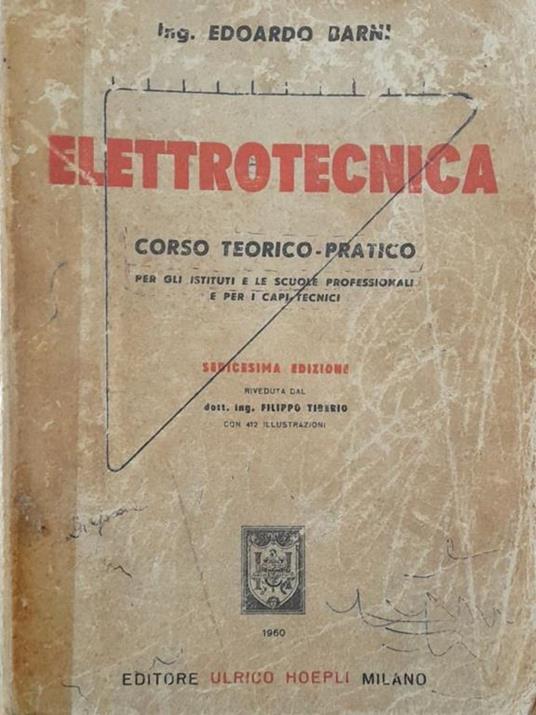 Ing. EDOARDO BARNI
ELETTROTECNICA
CORSO TEORICO-PRATICO
PER GLI ISTITUTI E LE SCUOLE PROFESSIONALI
E PER I CAPI TECNICI
SEDICESIMA EDIZIONE
RIVEDUTA DAL
dott. ing. FILIPPO TIBERIO
CON 412 ILLUSTRAZIONI
1960
EDITORE ULRICO HOEPLI MILANO